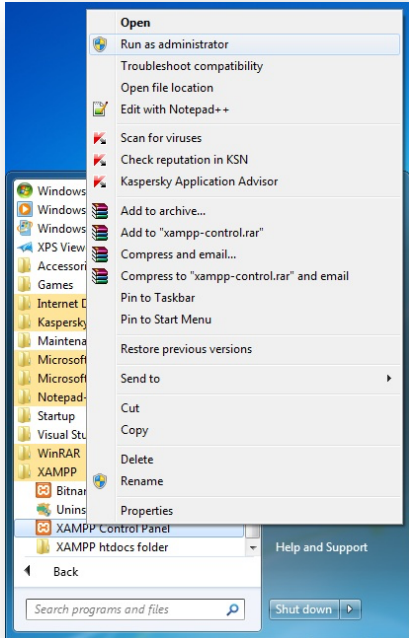 Open
Run as administrator
Troubleshoot compatibility
Open file location
Edit with Notepad++
Scan for viruses
Check reputation in KSN
Kaspersky Application Advisor
Add to archive...
Add to "xampp-control.rar"
Compress and email...
Compress to "xampp-control.rar" and email
Pin to Taskbar
Pin to Start Menu
Restore previous versions
Send to
Cut
Copy
Delete
Rename
Properties
Windows
Windows
Windows
XPS View
Accessori
Games
Internet D
Kaspersky
Maintena
Microsoft
Microsoft
Notepad-
Startup
Visual Stu
WinRAR
XAMPP
Bitnar
Unins
XAMPP Control Panel
XAMPP htdocs folder
Back
Search programs and files
Help and Support
Shut down